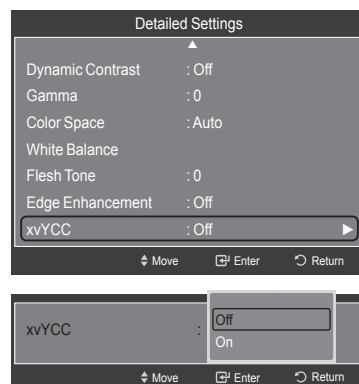 Detailed Settings
▲
Dynamic Contrast : Off
Gamma : 0
Color Space : Auto
White Balance
Flesh Tone : 0
Edge Enhancement : Off
xvYCC : Off ►
Move Enter Return
xvYCC : Off
On
Move Enter Return